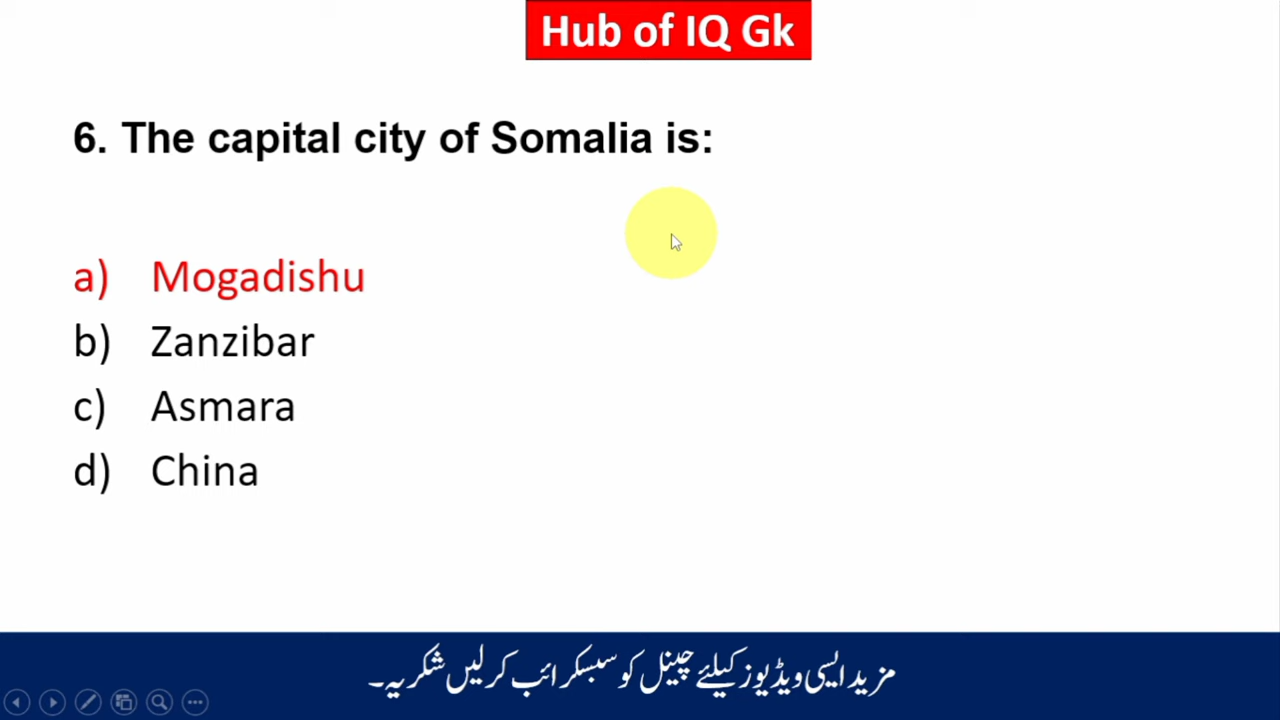 Hub of IQ Gk
6. The capital city of Somalia is:
a) Mogadishu
b) Zanzibar
c) Asmara
d) China
مزید ایسی ویڈیوز کیلئے چینل کو سبسکرائب کرلیں شکریہ۔